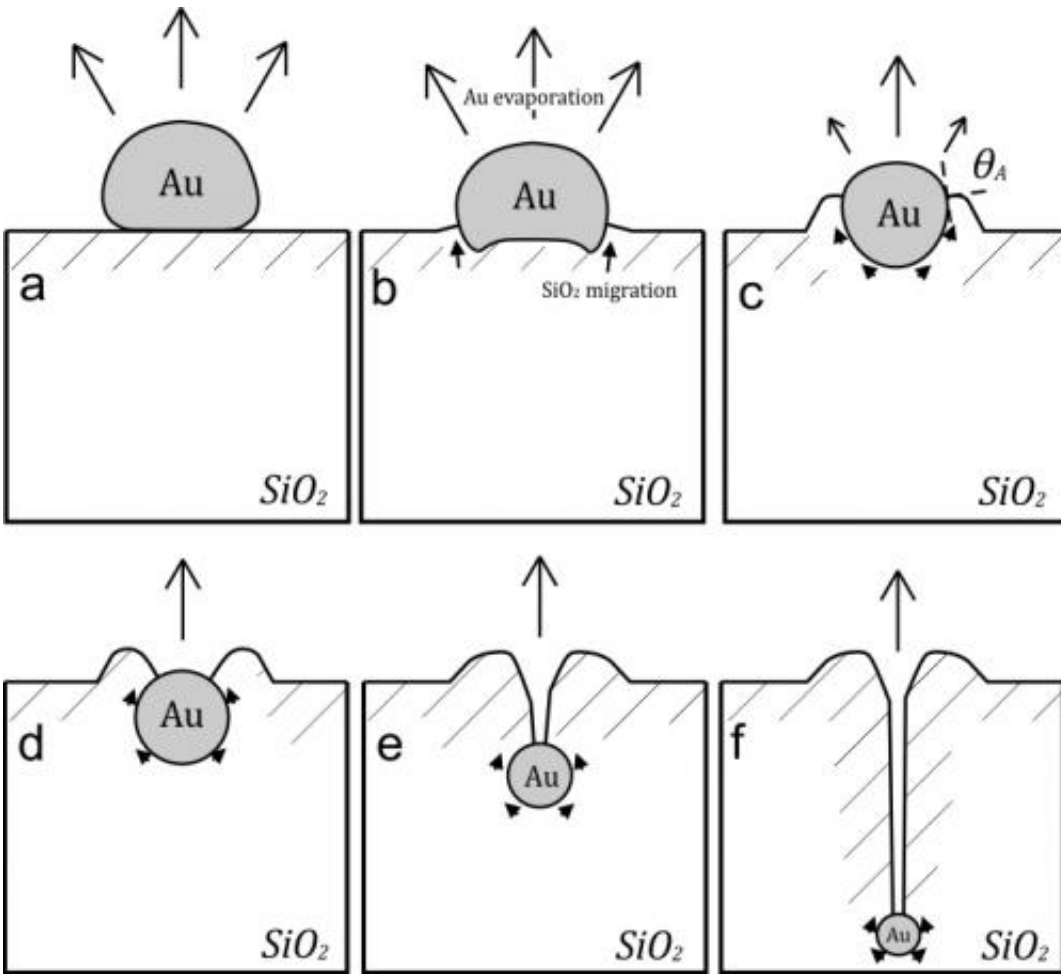 Au
a
SiO₂
Au evaporation
Au
b
SiO₂ migration
SiO₂
θA
Au
c
SiO₂
Au
d
SiO₂
Au
e
SiO₂
f
Au
SiO₂